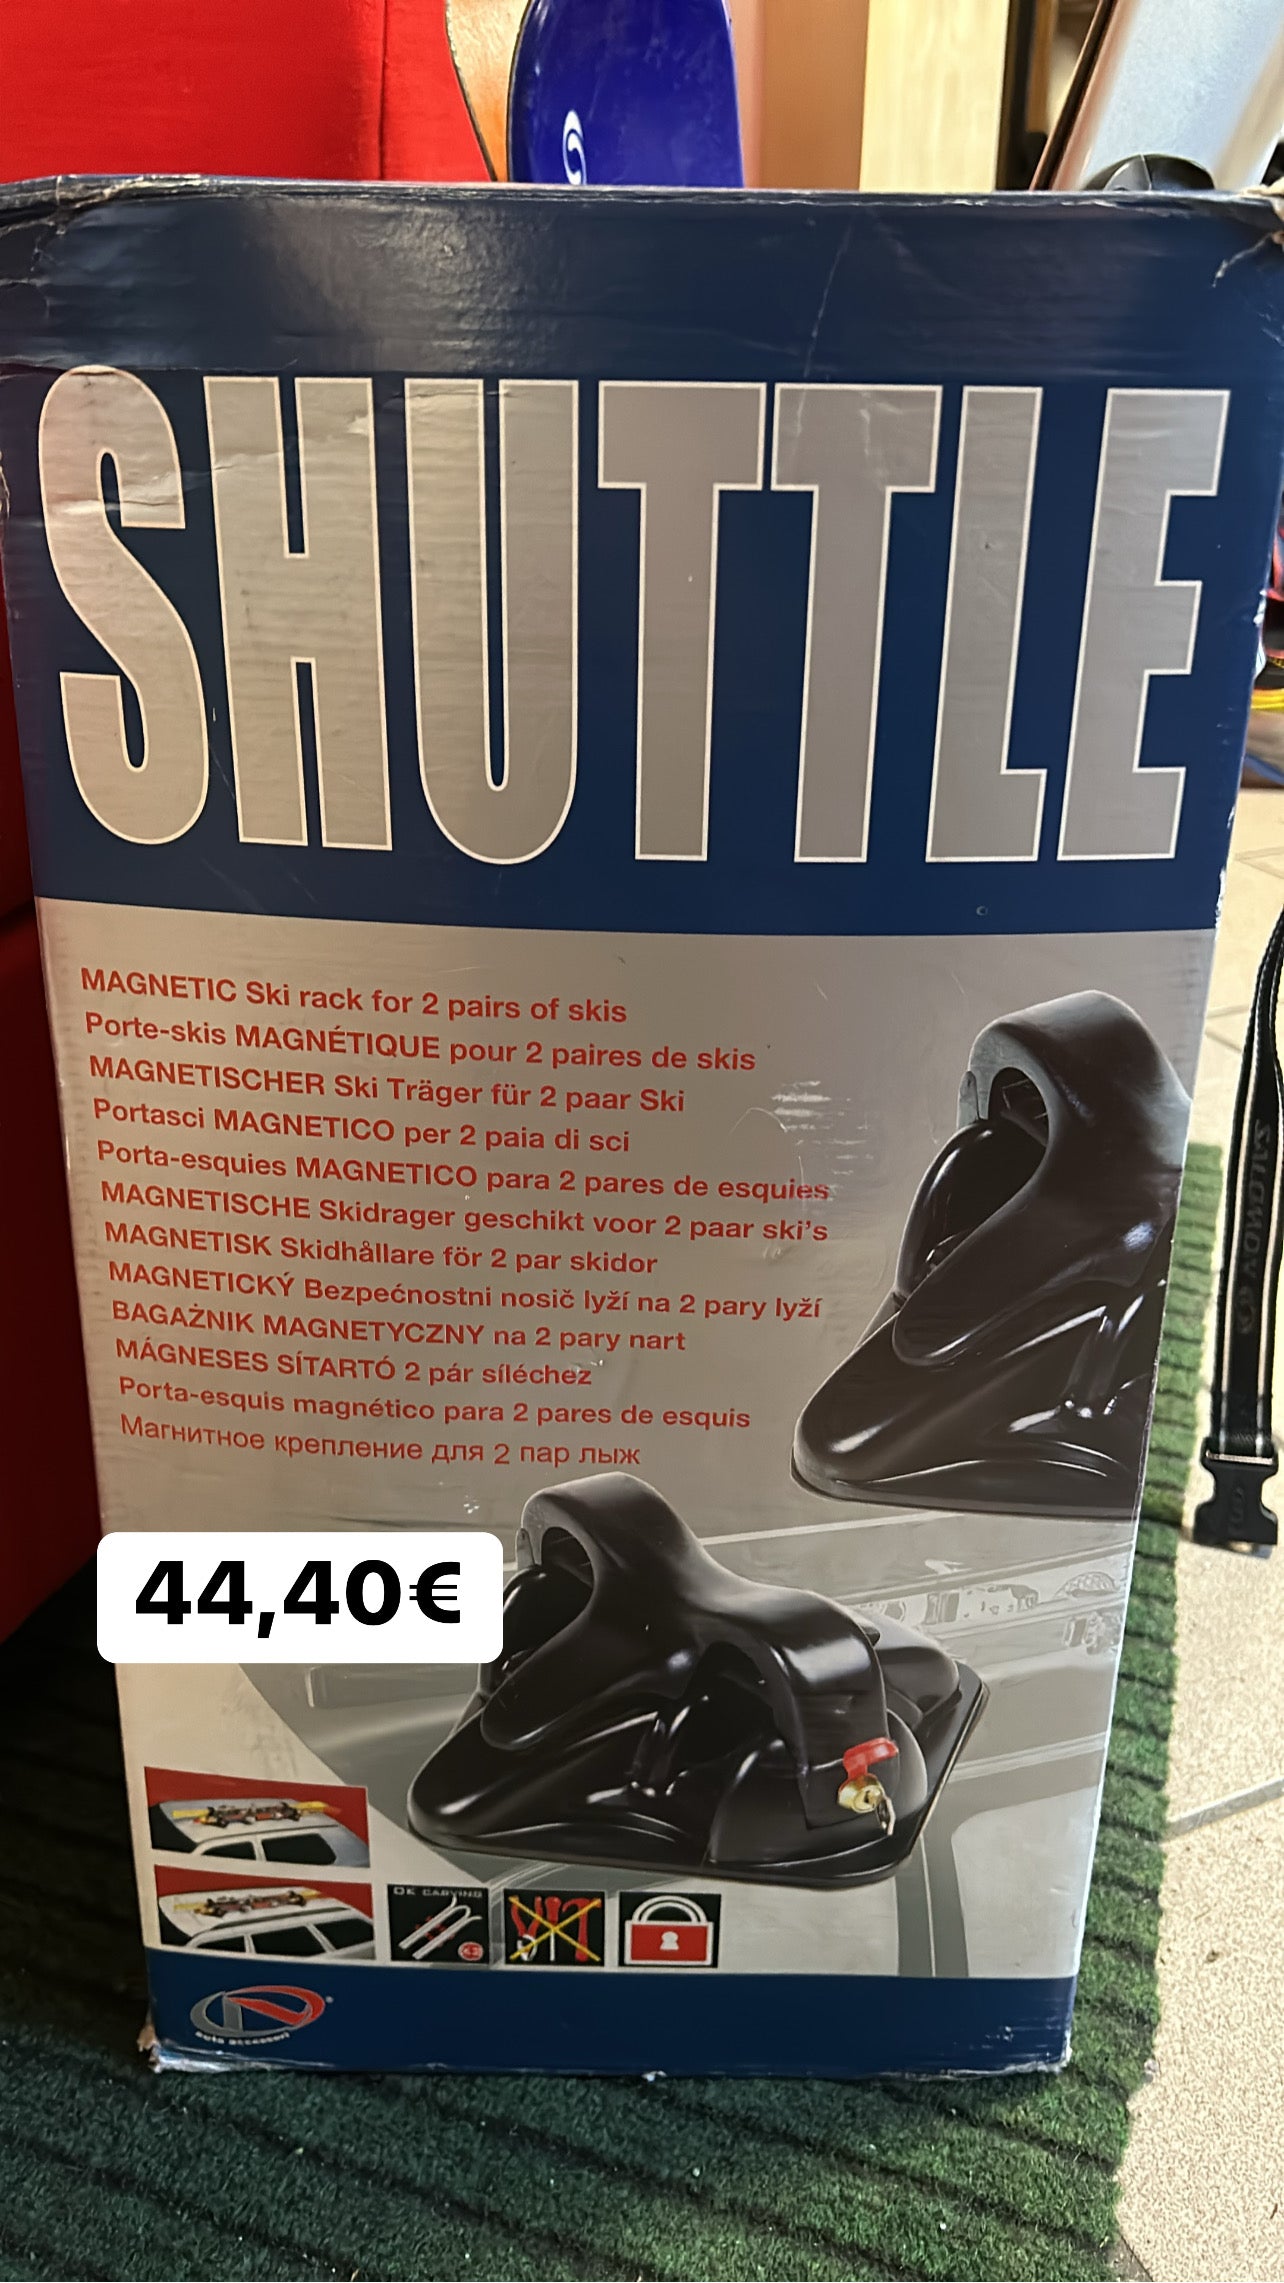 SHUTTLE
MAGNETIC Ski rack for 2 pairs of skis
Porte-skis MAGNÉTIQUE pour 2 paires de skis
MAGNETISCHER Ski Träger für 2 paar Ski
Portasci MAGNETICO per 2 paia di sci
Porta-esquies MAGNETICO para 2 pares de esquies
MAGNETISCHE Skidrager geschikt voor 2 paar ski's
MAGNETISK Skidhållare för 2 par skidor
MAGNETICKÝ Bezpećnostni nosič lyží na 2 pary lyží
BAGAŻNIK MAGNETYCZNY na 2 pary nart
MÁGNESES SÍTARTÓ 2 pár síléchez
Porta-esquis magnético para 2 pares de esquis
Магнитное крепление для 2 пар лыж
44,40€
OK CARVING
auto accessori